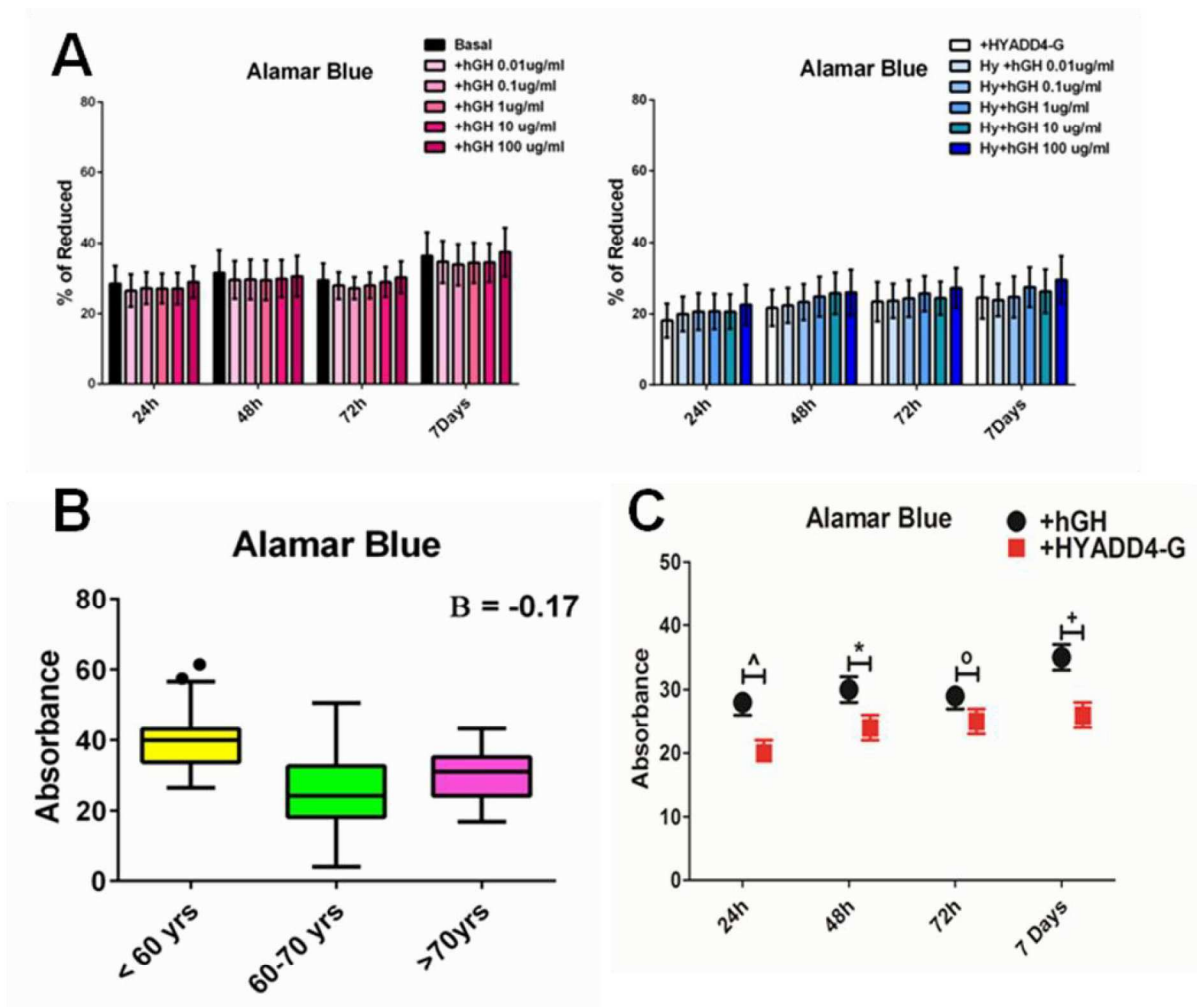 A
Alamar Blue
Basal
+hGH 0.01ug/ml
+hGH 0.1ug/ml
+hGH 1ug/ml
+hGH 10 ug/ml
+hGH 100 ug/ml
% of Reduced
80
60
40
20
0
24h
48h
72h
7Days
Alamar Blue
+HYADD4-G
Hy +hGH 0.01ug/ml
Hy+hGH 0.1ug/ml
Hy+hGH 1ug/ml
Hy+hGH 10 ug/ml
Hy+hGH 100 ug/ml
% of Reduced
80
60
40
20
0
24h
48h
72h
7Days
B
Alamar Blue
B = -0.17
Absorbance
80
60
40
20
0
< 60 yrs
60-70 yrs
>70yrs
C
Alamar Blue
+hGH
+HYADD4-G
Absorbance
50
40
30
20
10
0
^
*
o
+
24h
48h
72h
7 Days